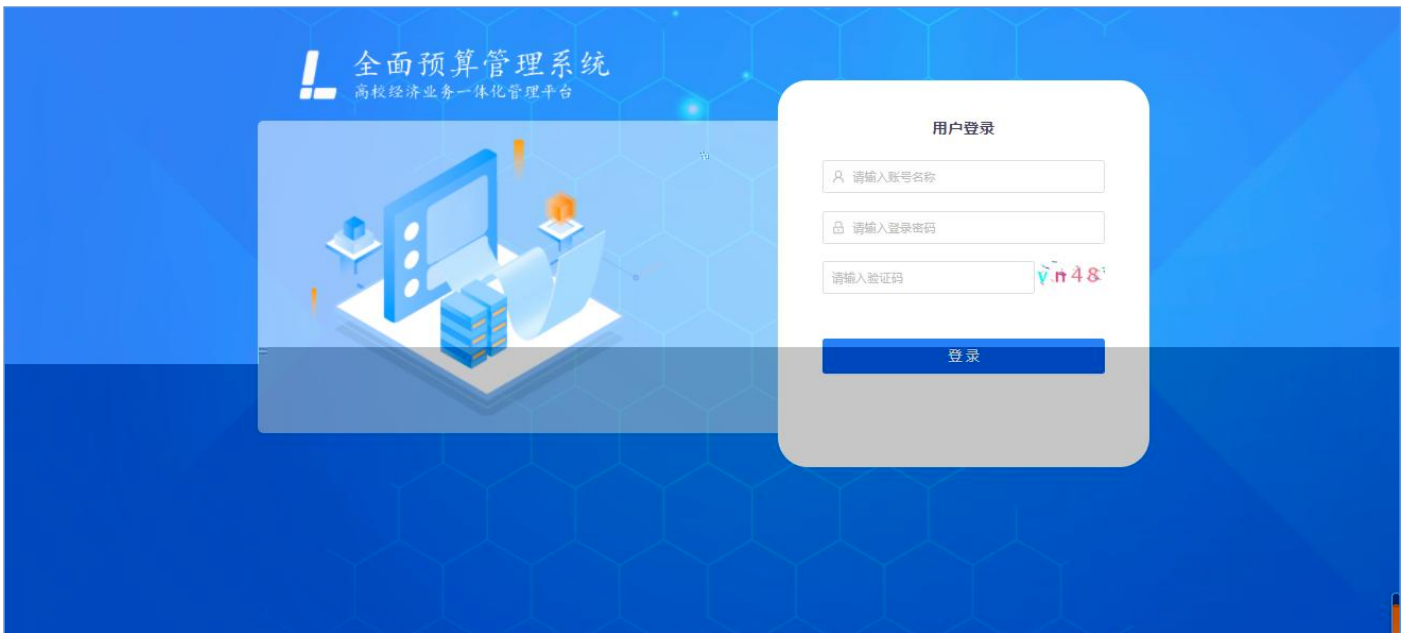 全面预算管理系统
高校经济业务一体化管理平台
用户登录
请输入账号名称
请输入登录密码
请输入验证码
vn48
登录